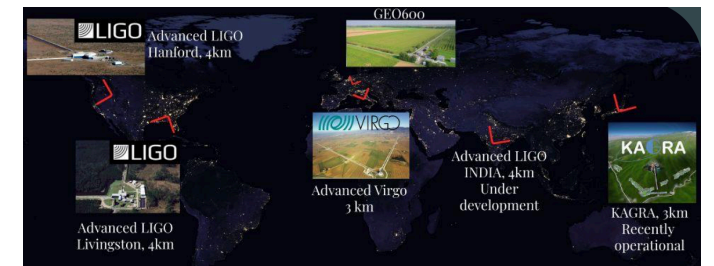 LIGO
Advanced LIGO
Hanford, 4km
GEO600
LIGO
Advanced LIGO
Livingston, 4km
VIRGO
Advanced Virgo
3 km
Advanced LIGO
INDIA, 4km
Under
development
KAGRA
KAGRA, 3km
Recently
operational